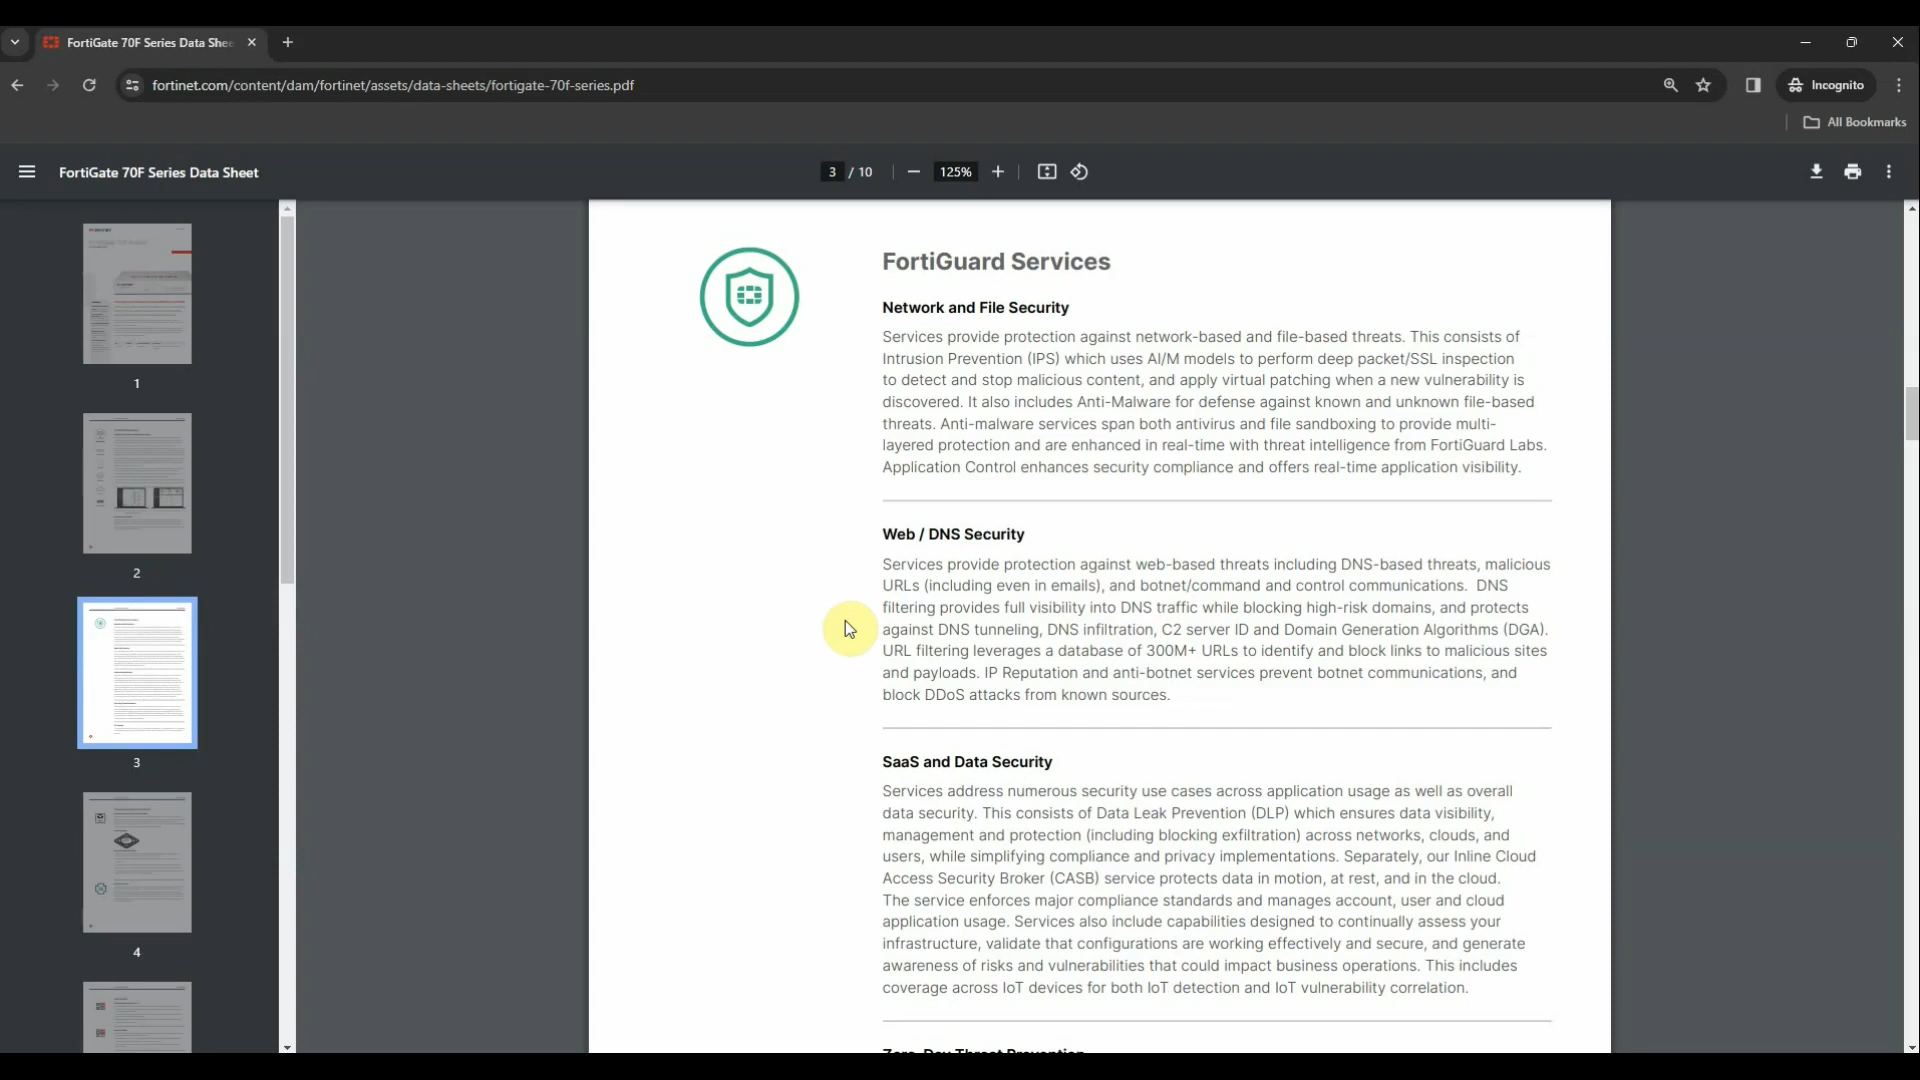 FortiGate 70F Series Data Shee
fortinet.com/content/dam/fortinet/assets/data-sheets/fortigate-70f-series.pdf
Incognito
All Bookmarks
FortiGate 70F Series Data Sheet
3 / 10
125%
1
2
3
4
FortiGuard Services
Network and File Security
Services provide protection against network-based and file-based threats. This consists of
Intrusion Prevention (IPS) which uses AI/M models to perform deep packet/SSL inspection
to detect and stop malicious content, and apply virtual patching when a new vulnerability is
discovered. It also includes Anti-Malware for defense against known and unknown file-based
threats. Anti-malware services span both antivirus and file sandboxing to provide multi-
layered protection and are enhanced in real-time with threat intelligence from FortiGuard Labs.
Application Control enhances security compliance and offers real-time application visibility.
Web / DNS Security
Services provide protection against web-based threats including DNS-based threats, malicious
URLs (including even in emails), and botnet/command and control communications. DNS
filtering provides full visibility into DNS traffic while blocking high-risk domains, and protects
against DNS tunneling, DNS infiltration, C2 server ID and Domain Generation Algorithms (DGA).
URL filtering leverages a database of 300M+ URLs to identify and block links to malicious sites
and payloads. IP Reputation and anti-botnet services prevent botnet communications, and
block DDoS attacks from known sources.
SaaS and Data Security
Services address numerous security use cases across application usage as well as overall
data security. This consists of Data Leak Prevention (DLP) which ensures data visibility,
management and protection (including blocking exfiltration) across networks, clouds, and
users, while simplifying compliance and privacy implementations. Separately, our Inline Cloud
Access Security Broker (CASB) service protects data in motion, at rest, and in the cloud.
The service enforces major compliance standards and manages account, user and cloud
application usage. Services also include capabilities designed to continually assess your
infrastructure, validate that configurations are working effectively and secure, and generate
awareness of risks and vulnerabilities that could impact business operations. This includes
coverage across IoT devices for both IoT detection and IoT vulnerability correlation.
Zero-Day Threat Prevention